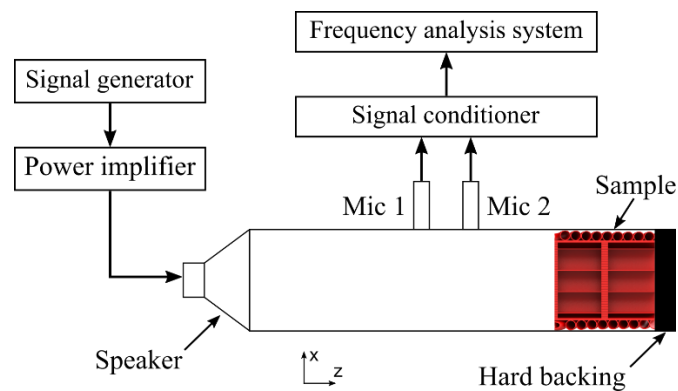 Frequency analysis system
Signal generator
Signal conditioner
Power implifier
Sample
Mic 1
Mic 2
Speaker
x
z
Hard backing